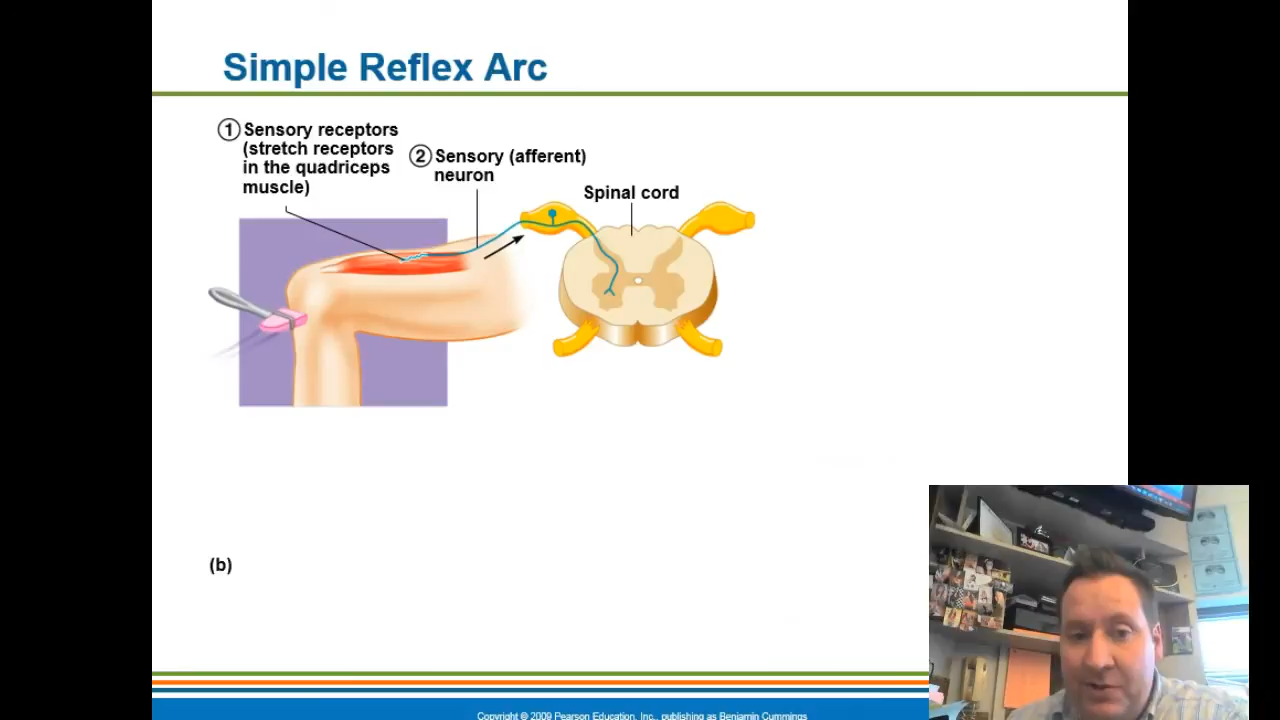 Simple Reflex Arc
1 Sensory receptors
(stretch receptors
in the quadriceps
muscle)
2 Sensory (afferent)
neuron
Spinal cord
(b)
Copyright © 2009 Pearson Education, Inc., publishing as Benjamin Cummings